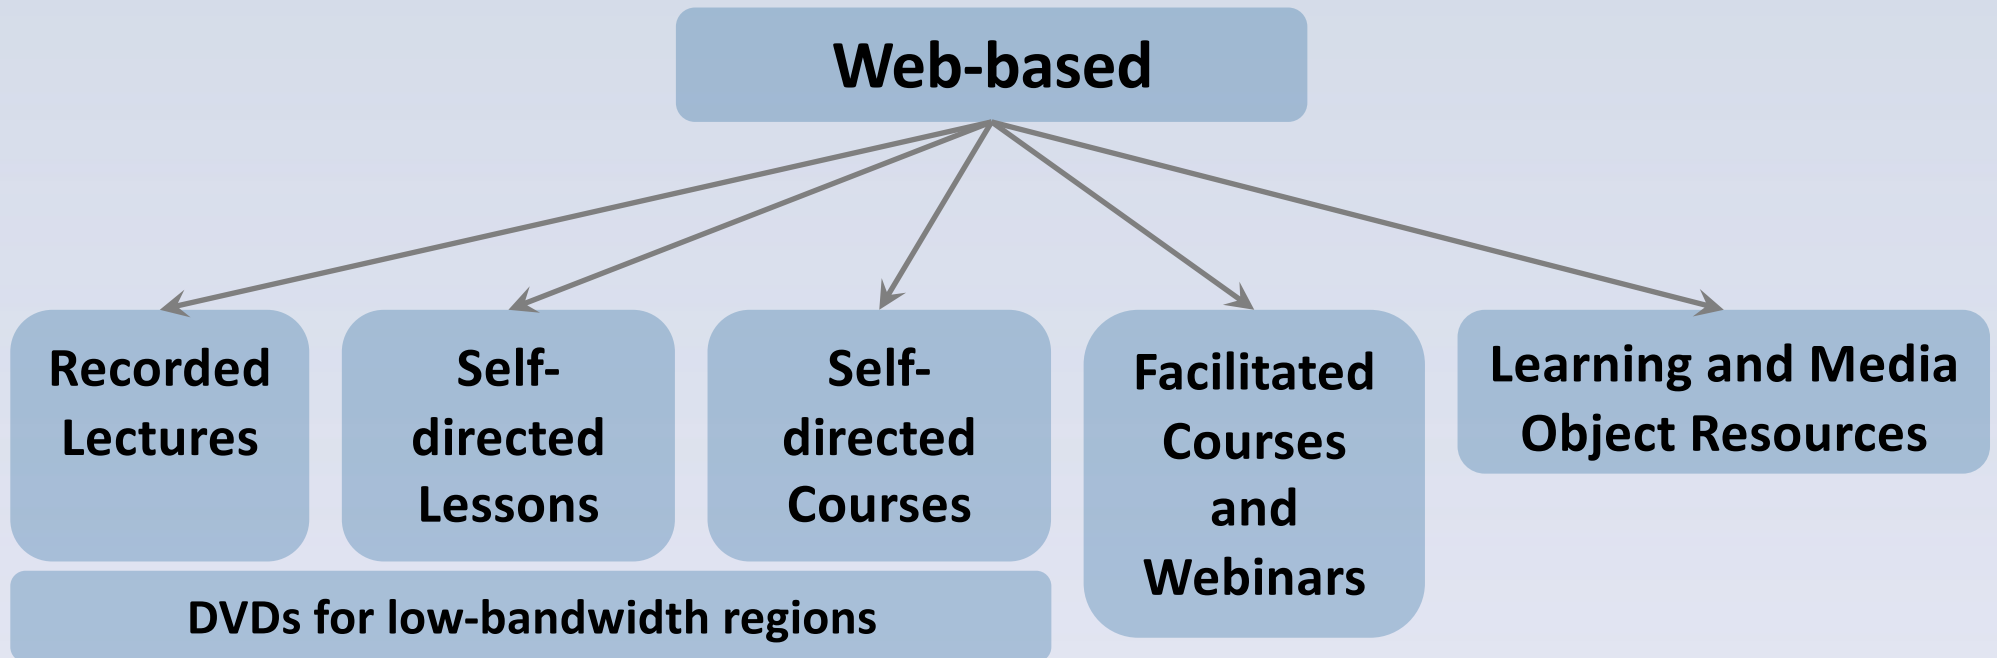 Web-based
Recorded
Lectures
Self-
directed
Lessons
Self-
directed
Courses
Facilitated
Courses
and
Webinars
Learning and Media
Object Resources
DVDs for low-bandwidth regions